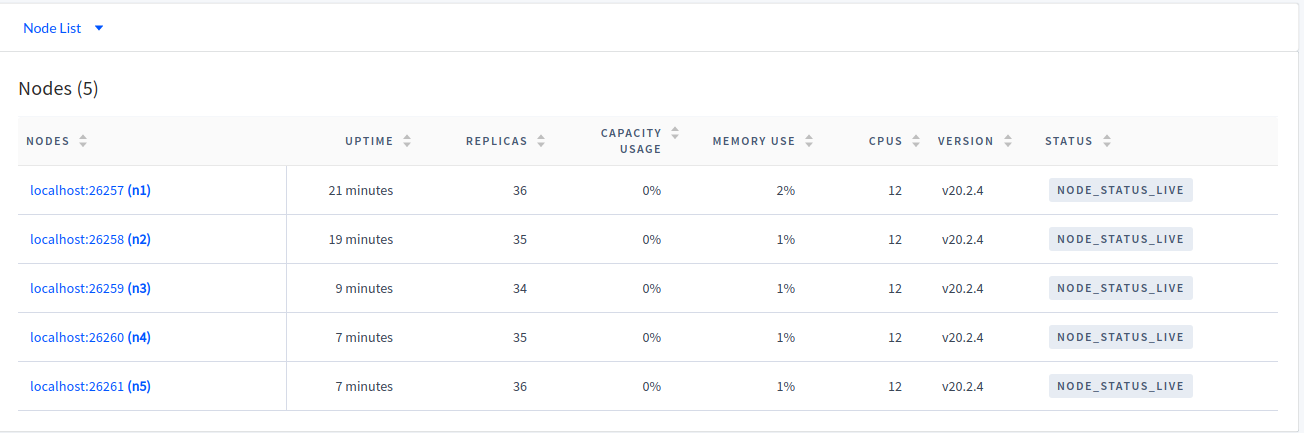 Node List
Nodes (5)
NODES UPTIME REPLICAS CAPACITY USAGE MEMORY USE CPUS VERSION STATUS
localhost:26257 (n1) 21 minutes 36 0% 2% 12 v20.2.4 NODE_STATUS_LIVE
localhost:26258 (n2) 19 minutes 35 0% 1% 12 v20.2.4 NODE_STATUS_LIVE
localhost:26259 (n3) 9 minutes 34 0% 1% 12 v20.2.4 NODE_STATUS_LIVE
localhost:26260 (n4) 7 minutes 35 0% 1% 12 v20.2.4 NODE_STATUS_LIVE
localhost:26261 (n5) 7 minutes 36 0% 1% 12 v20.2.4 NODE_STATUS_LIVE